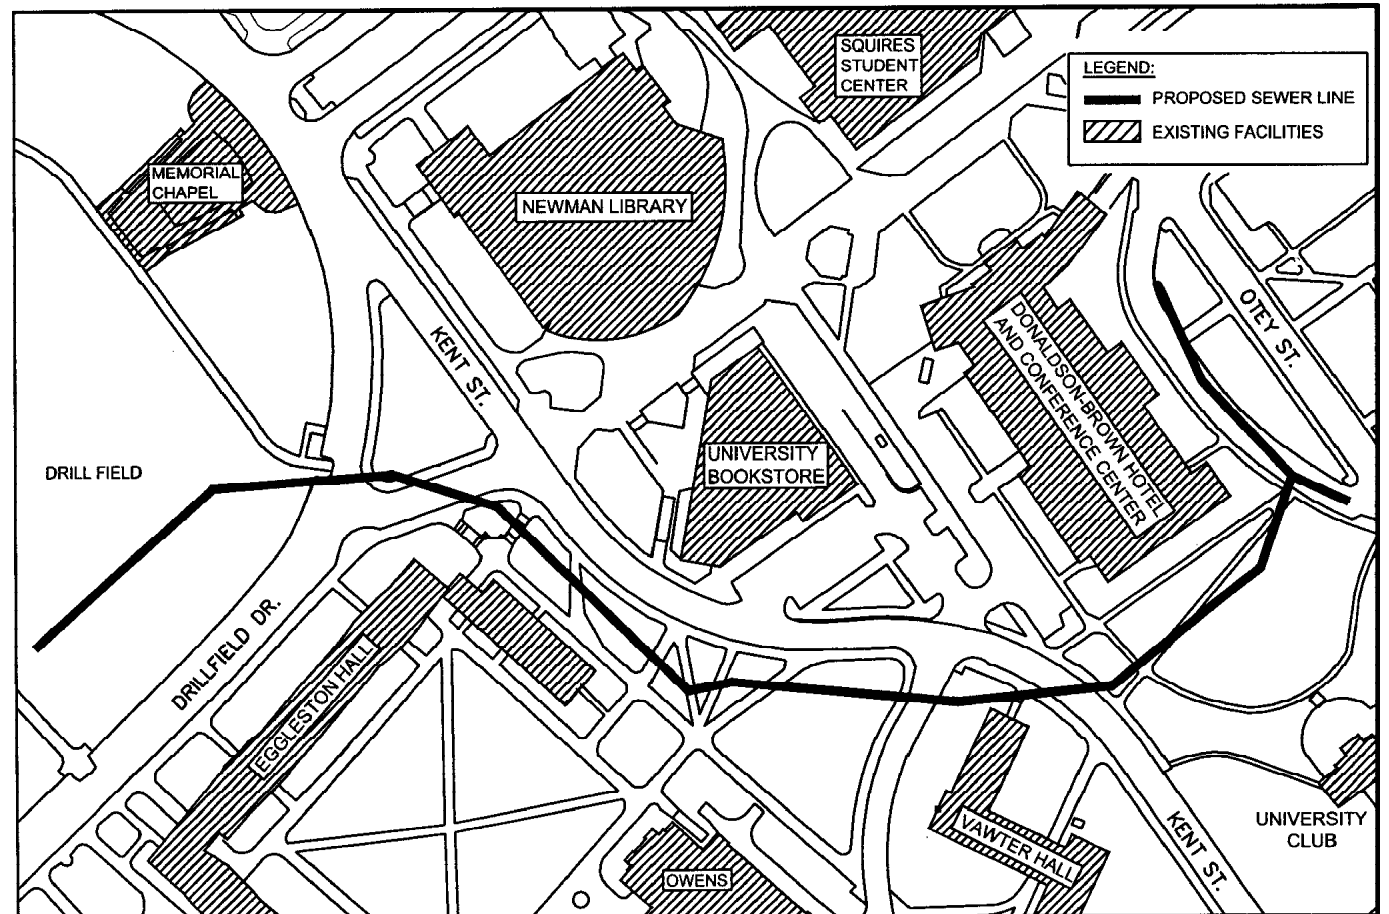 SQUIRES
STUDENT
CENTER
LEGEND:
PROPOSED SEWER LINE
EXISTING FACILITIES
MEMORIAL
CHAPEL
NEWMAN LIBRARY
KENT ST.
OTEY ST.
DONALDSON-BROWN HOTEL
AND CONFERENCE CENTER
UNIVERSITY
BOOKSTORE
DRILL FIELD
DRILLFIELD DR.
EGGLESTON HALL
OWENS
VAWTER HALL
KENT ST.
UNIVERSITY
CLUB